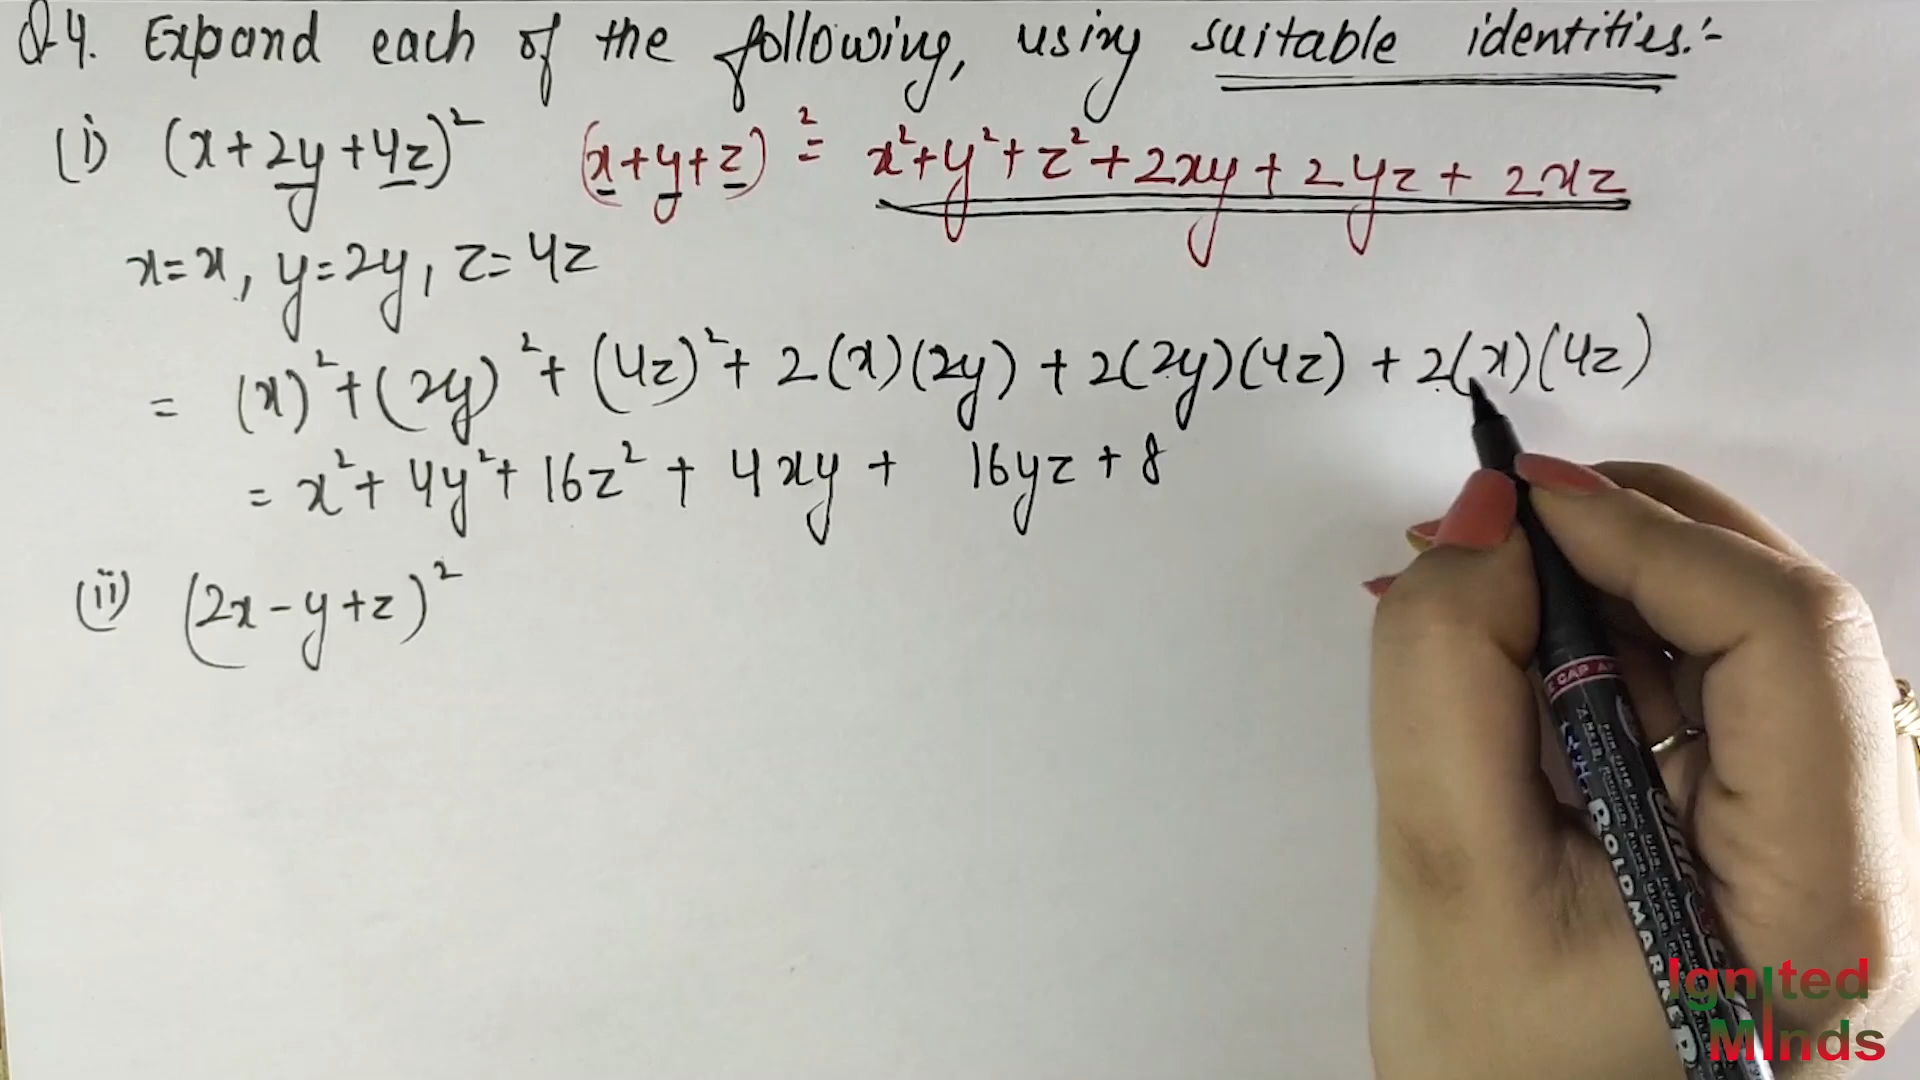 Q4. Expand each of the following, using suitable identities:-
(i) (x+2y+4z)² (x+y+z)² = x²+y²+z²+2xy+2yz+2xz
x=x, y=2y, z=4z
= (x)²+(2y)²+(4z)²+2(x)(2y)+2(2y)(4z)+2(x)(4z)
= x²+4y²+16z²+4xy+ 16yz+8
(ii) (2x-y+z)²
CAP A
BOLDMARKER
Ignited
Minds